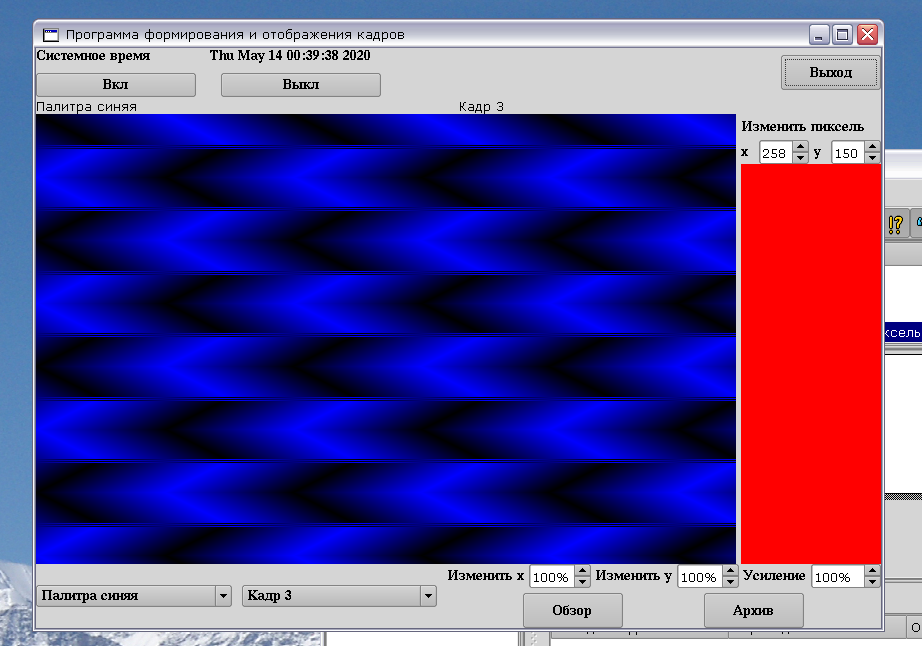 Программа формирования и отображения кадров
Системное время Thu May 14 00:39:38 2020
Вкл Выкл Выход
Палитра синяя Кадр 3
Изменить пиксель
x 258 y 150
!?
ксель
Изменить x 100% Изменить y 100% Усиление 100%
Палитра синяя Кадр 3
Обзор Архив